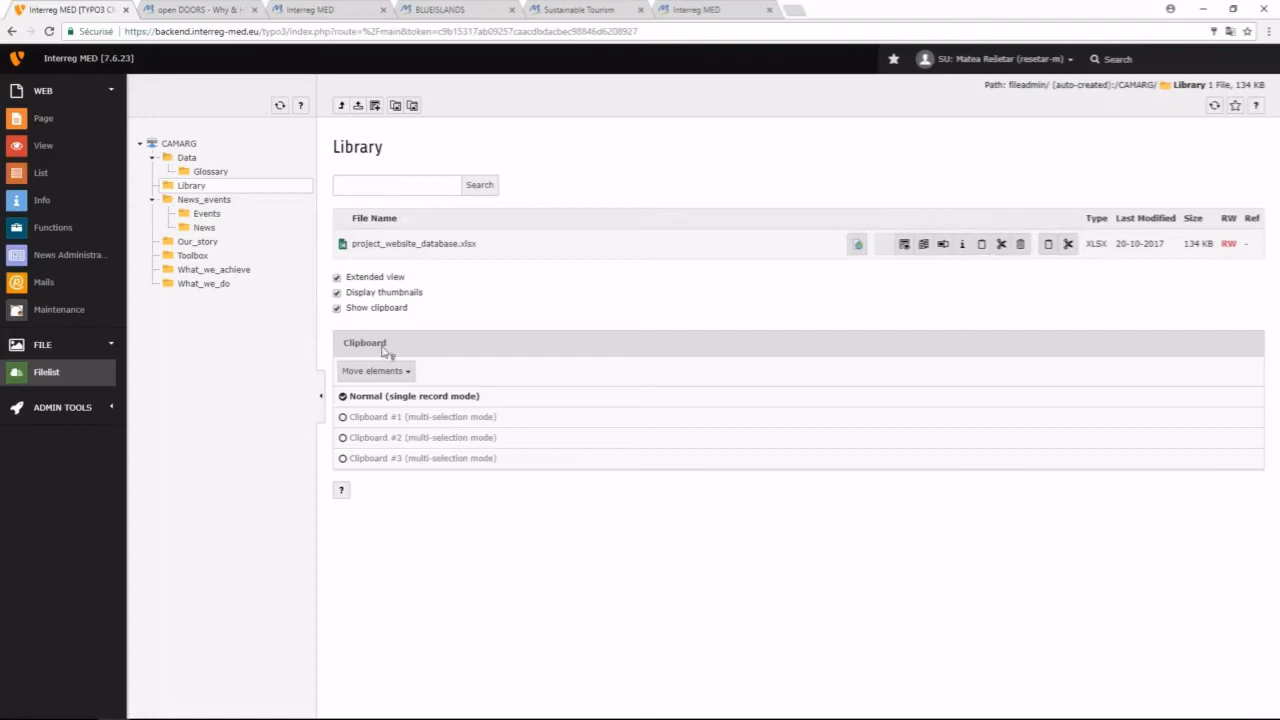 Interreg MED [TYPO3 CM
open DOORS - Why & H
Interreg MED
BLUEISLANDS
Sustainable Tourism
Interreg MED
Sécurisé
https://backend.interreg-med.eu/typo3/index.php?route=%2Fmain&token=c9b15317ab09257caacdbdacbec98846d6208927
Interreg MED [7.6.23]
SU: Matea Rešetar (resetar-m)
Search
WEB
Page
View
List
Info
Functions
News Administra...
Mails
Maintenance
FILE
Filelist
ADMIN TOOLS
CAMARG
Data
Glossary
Library
News_events
Events
News
Our_story
Toolbox
What_we_achieve
What_we_do
Path: fileadmin/ (auto-created):/CAMARG/ Library 1 File, 134 KB
Library
Search
File Name Type Last Modified Size RW Ref
project_website_database.xlsx XLSX 20-10-2017 134 KB RW -
Extended view
Display thumbnails
Show clipboard
Clipboard
Move elements
Normal (single record mode)
Clipboard #1 (multi-selection mode)
Clipboard #2 (multi-selection mode)
Clipboard #3 (multi-selection mode)
?